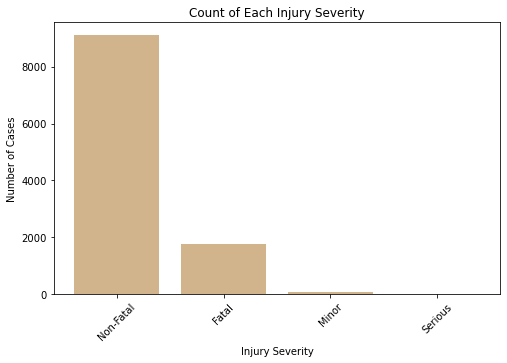 Count of Each Injury Severity
Number of Cases
8000
6000
4000
2000
0
Non-Fatal
Fatal
Minor
Serious
Injury Severity